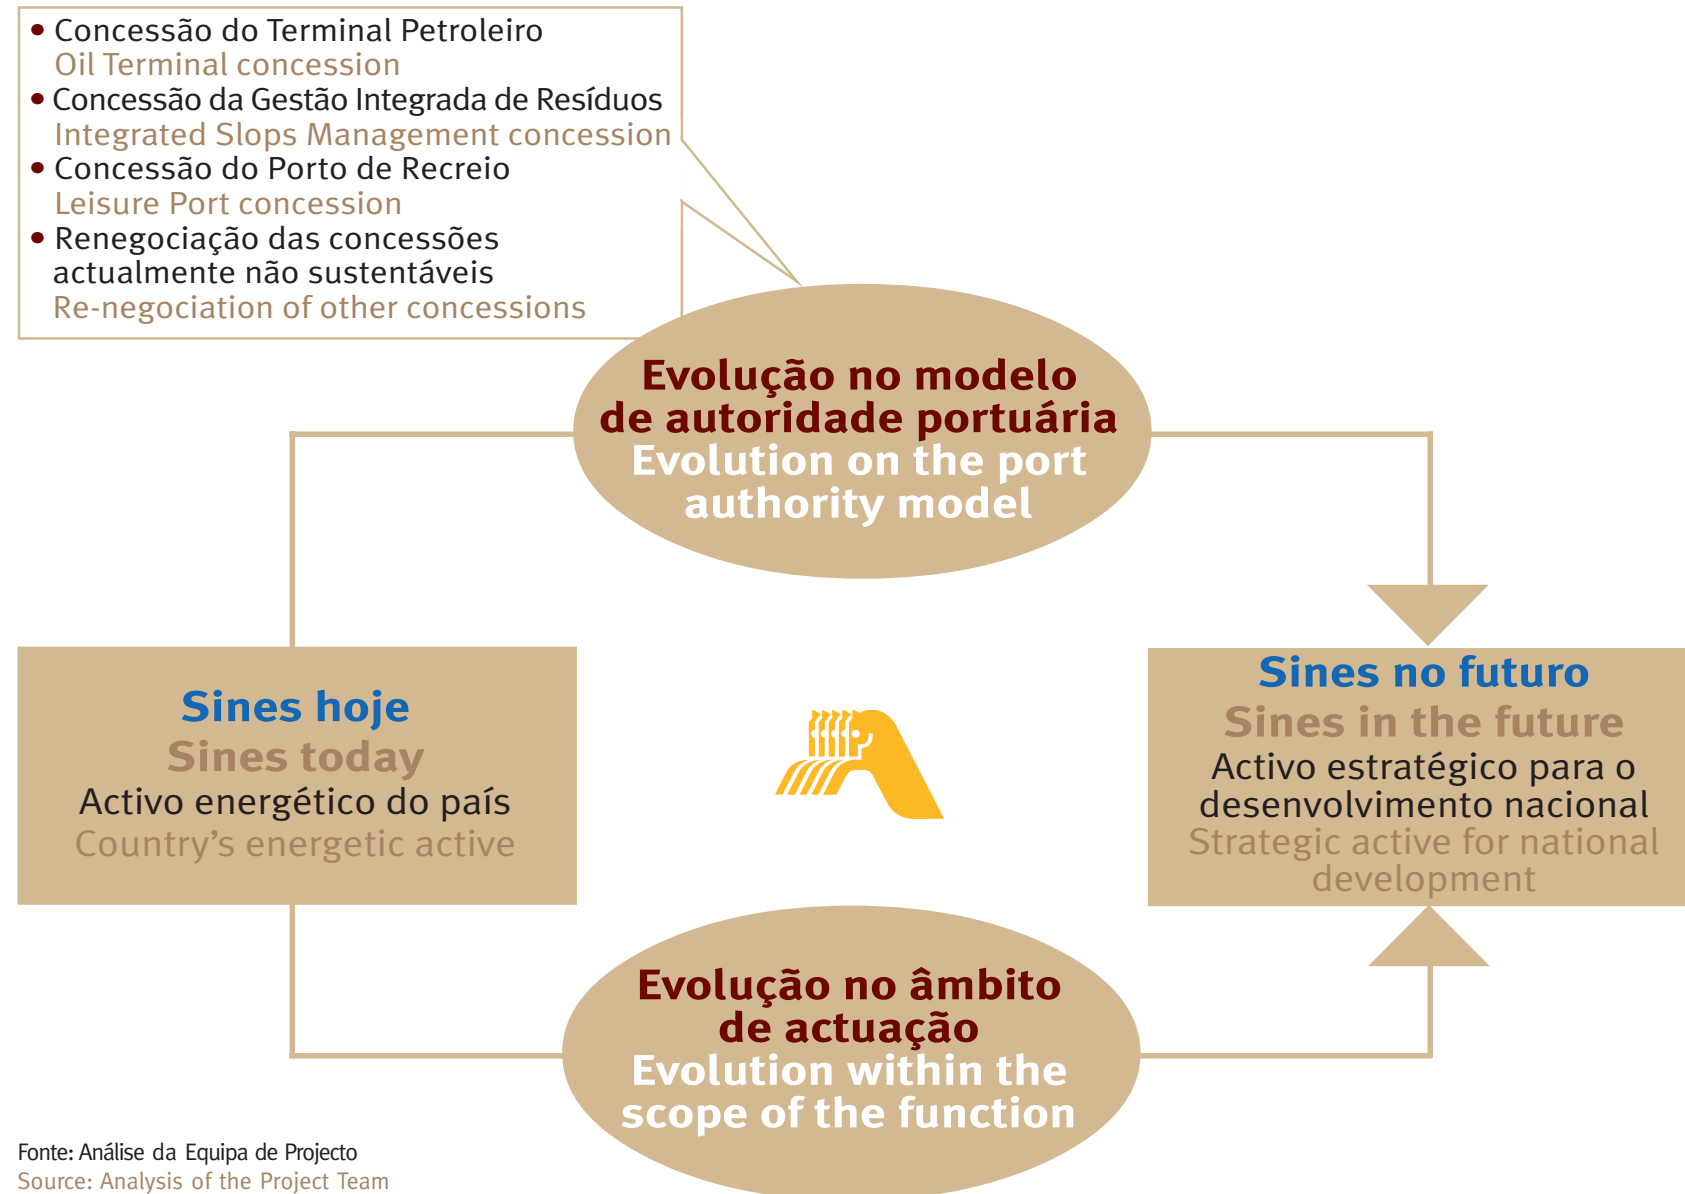 • Concessão do Terminal Petroleiro
Oil Terminal concession
• Concessão da Gestão Integrada de Resíduos
Integrated Slops Management concession
• Concessão do Porto de Recreio
Leisure Port concession
• Renegociação das concessões
actualmente não sustentáveis
Re-negociation of other concessions
Evolução no modelo
de autoridade portuária
Evolution on the port
authority model
Sines hoje
Sines today
Activo energético do país
Country’s energetic active
Sines no futuro
Sines in the future
Activo estratégico para o
desenvolvimento nacional
Strategic active for national
development
Evolução no âmbito
de actuação
Evolution within the
scope of the function
Fonte: Análise da Equipa de Projecto
Source: Analysis of the Project Team